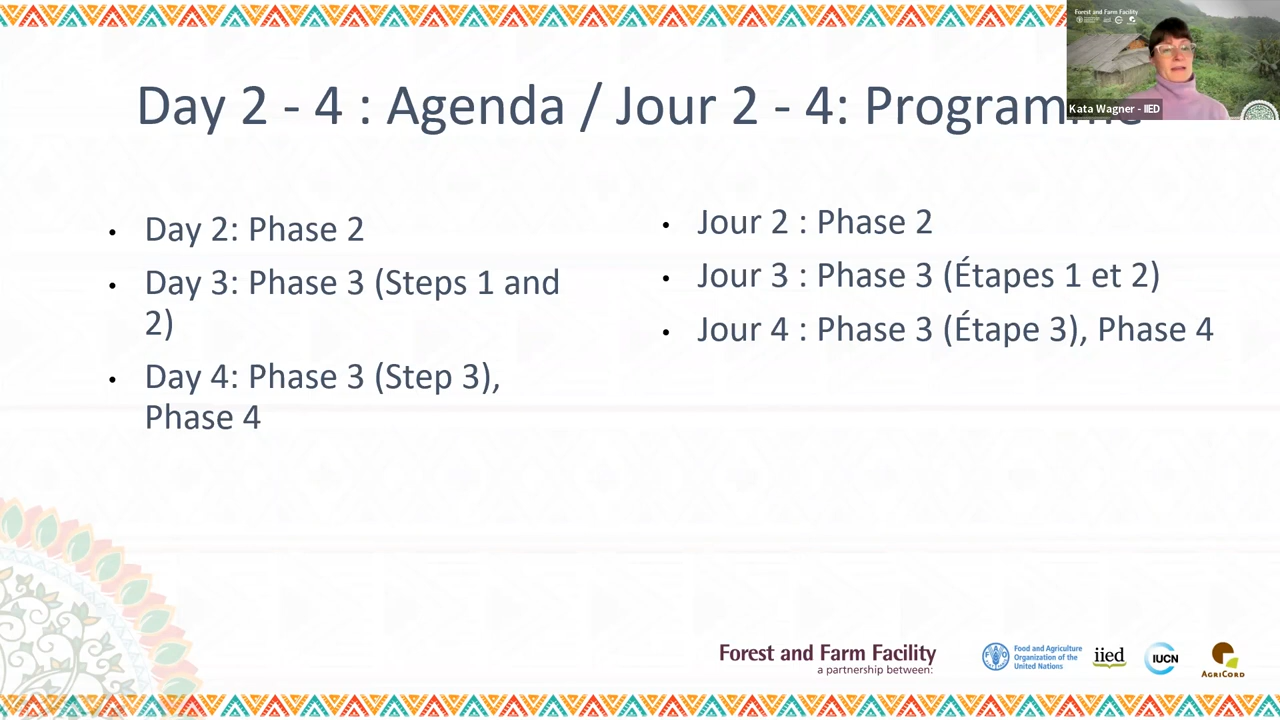 Day 2 - 4 : Agenda / Jour 2 - 4: Programme
Day 2: Phase 2
Day 3: Phase 3 (Steps 1 and
2)
Day 4: Phase 3 (Step 3),
Phase 4
Jour 2 : Phase 2
Jour 3 : Phase 3 (Étapes 1 et 2)
Jour 4 : Phase 3 (Étape 3), Phase 4
Forest and Farm Facility
Kata Wagner - IIED
Forest and Farm Facility
a partnership between:
Food and Agriculture
Organization of the
United Nations
iied
IUCN
AGRICORD